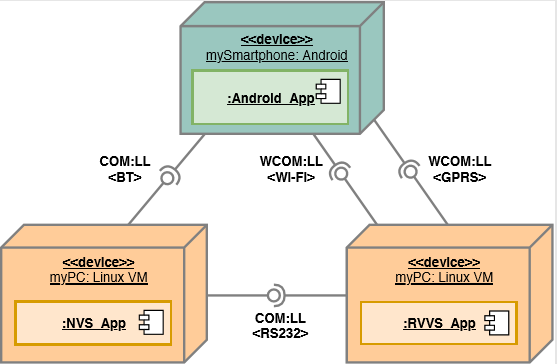 <<device>>
mySmartphone: Android
:Android_App
COM:LL
<BT>
WCOM:LL
<WI-FI>
WCOM:LL
<GPRS>
<<device>>
myPC: Linux VM
:NVS_App
COM:LL
<RS232>
<<device>>
myPC: Linux VM
:RVVS_App